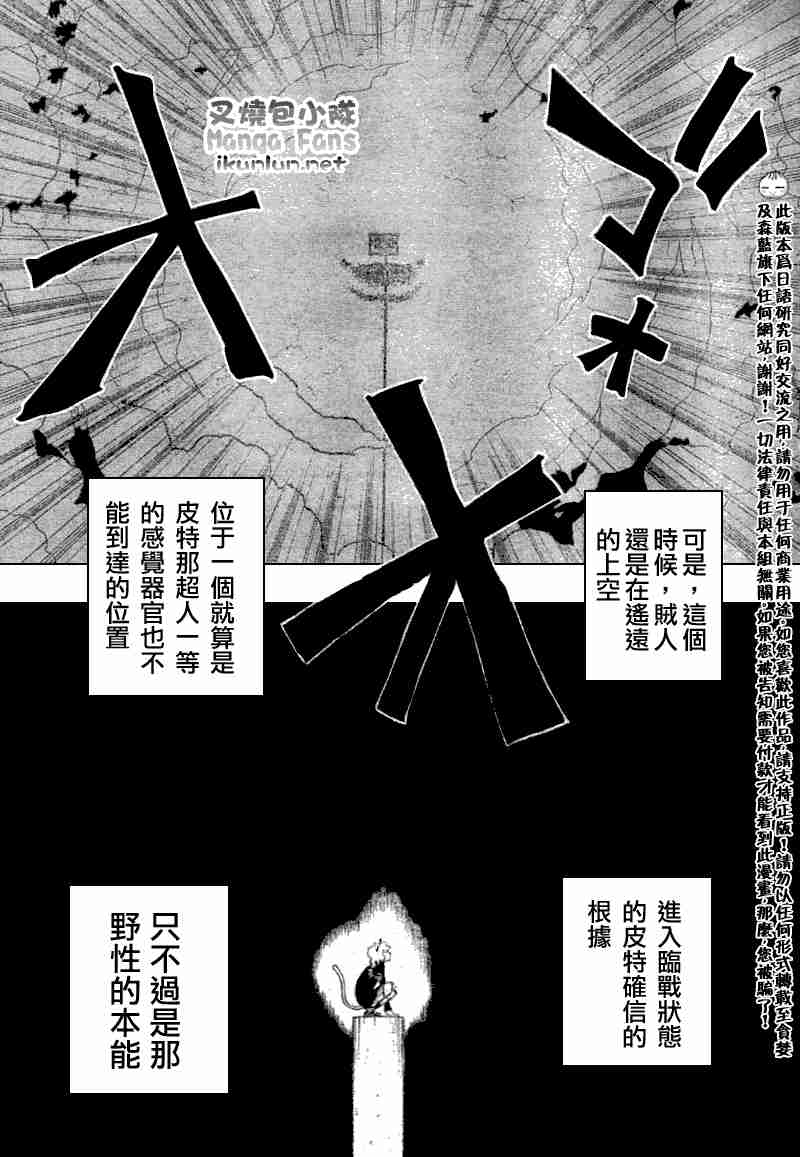 又燒包小隊
Manga Fans
ikunlun.net
ゴ
オ
オ
可是，這個
時候，賊人
還是在遙遠
的上空
位于一個就算是
皮特那超人一等
的感覺器官也不
能到達的位置
進入臨戰狀態
的皮特確信的
根據
只不過是那
野性的本能
此版本爲日語研究同好交流之用，請勿用于任何商業用途，如您喜歡此作品，請支持正版！請勿以任何形式轉載至貪婪
及森藍旗下任何網站，謝謝！一切法律責任與本組無關，如果您被告知需要付款才能看到此漫畫，那麼，您被騙了！